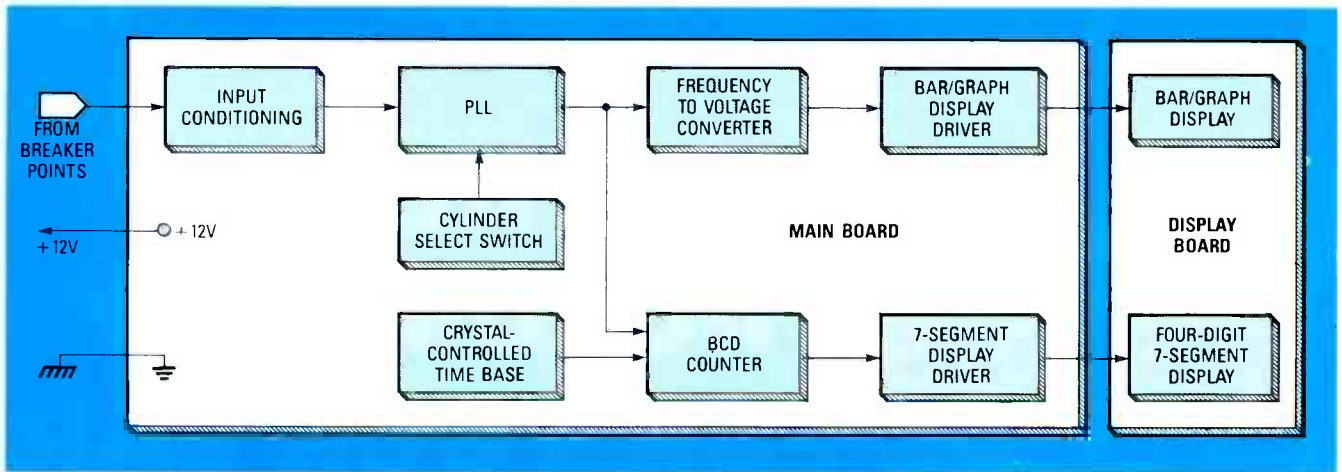 FROM
BREAKER
POINTS
+12V
+12V
INPUT
CONDITIONING
PLL
CYLINDER
SELECT SWITCH
FREQUENCY
TO VOLTAGE
CONVERTER
BAR/GRAPH
DISPLAY
DRIVER
BAR/GRAPH
DISPLAY
MAIN BOARD
DISPLAY
BOARD
CRYSTAL-
CONTROLLED
TIME BASE
BCD
COUNTER
7-SEGMENT
DISPLAY
DRIVER
FOUR-DIGIT
7-SEGMENT
DISPLAY